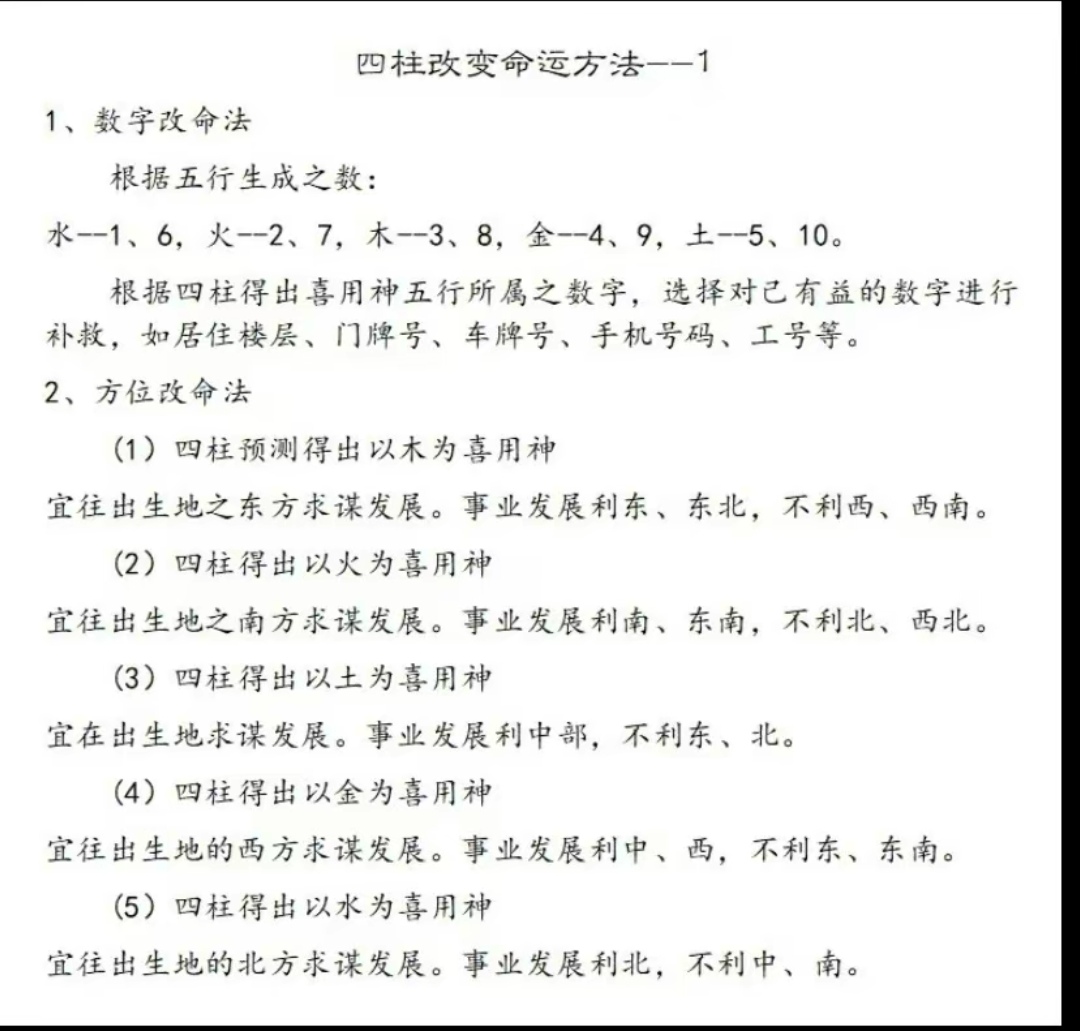 四柱改变命运方法——1
1、数字改命法
根据五行生成之数：
水——1、6，火——2、7，木——3、8，金——4、9，土——5、10。
根据四柱得出喜用神五行所属之数字，选择对己有益的数字进行
补救，如居住楼层、门牌号、车牌号、手机号码、工号等。
2、方位改命法
（1）四柱预测得出以木为喜用神
宜往出生地之东方求谋发展。事业发展利东、东北，不利西、西南。
（2）四柱得出以火为喜用神
宜往出生地之南方求谋发展。事业发展利南、东南，不利北、西北。
（3）四柱得出以土为喜用神
宜在出生地求谋发展。事业发展利中部，不利东、北。
（4）四柱得出以金为喜用神
宜往出生地的西方求谋发展。事业发展利中、西，不利东、东南。
（5）四柱得出以水为喜用神
宜往出生地的北方求谋发展。事业发展利北，不利中、南。